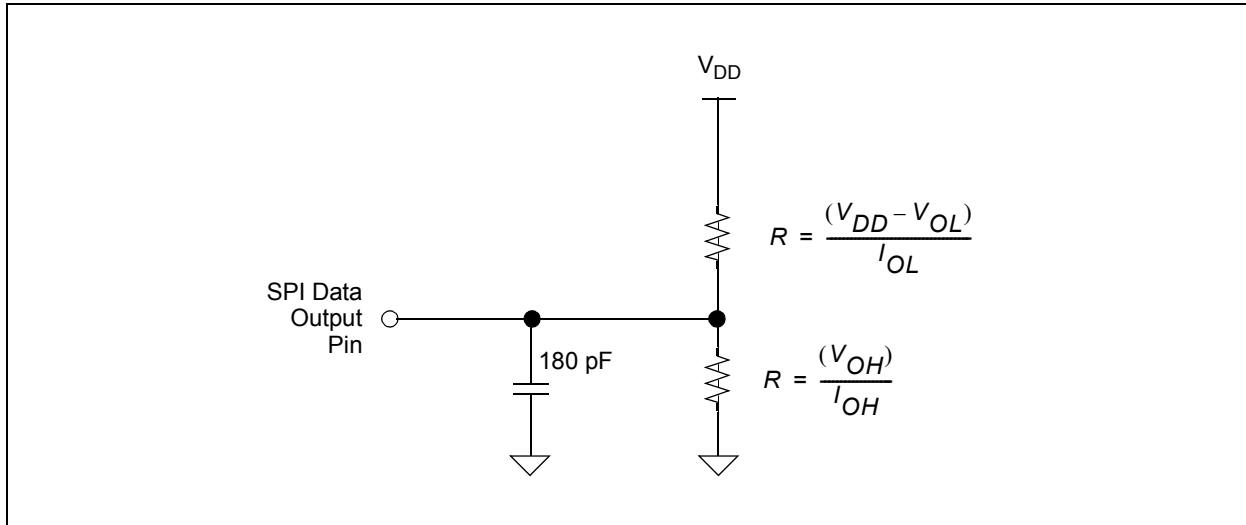 V_DD
R = (V_DD – V_OL) / I_OL
SPI Data
Output
Pin
180 pF
R = (V_OH) / I_OH